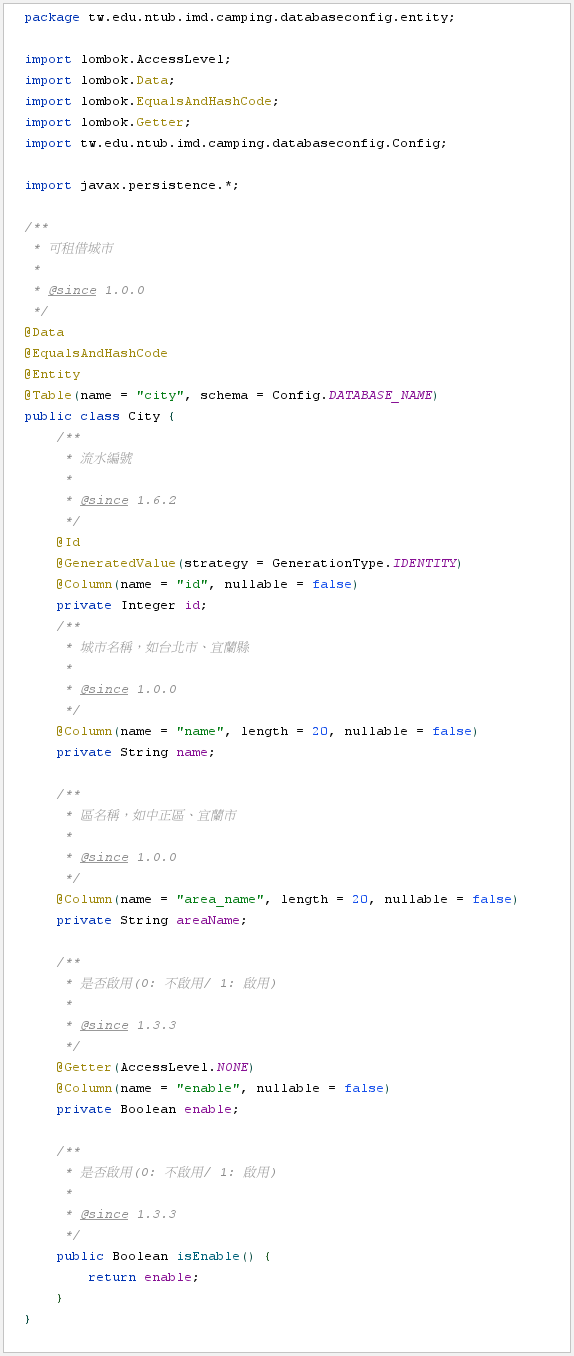 package tw.edu.ntub.imd.camping.databaseconfig.entity;
import lombok.AccessLevel;
import lombok.Data;
import lombok.EqualsAndHashCode;
import lombok.Getter;
import tw.edu.ntub.imd.camping.databaseconfig.Config;
import javax.persistence.*;
/**
 * 可租借城市
 *
 * @since 1.0.0
 */
@Data
@EqualsAndHashCode
@Entity
@Table(name = "city", schema = Config.DATABASE_NAME)
public class City {
    /**
     * 流水編號
     *
     * @since 1.6.2
     */
    @Id
    @GeneratedValue(strategy = GenerationType.IDENTITY)
    @Column(name = "id", nullable = false)
    private Integer id;
    /**
     * 城市名稱，如台北市、宜蘭縣
     *
     * @since 1.0.0
     */
    @Column(name = "name", length = 20, nullable = false)
    private String name;
    /**
     * 區名稱，如中正區、宜蘭市
     *
     * @since 1.0.0
     */
    @Column(name = "area_name", length = 20, nullable = false)
    private String areaName;
    /**
     * 是否啟用(0: 不啟用/ 1: 啟用)
     *
     * @since 1.3.3
     */
    @Getter(AccessLevel.NONE)
    @Column(name = "enable", nullable = false)
    private Boolean enable;
    /**
     * 是否啟用(0: 不啟用/ 1: 啟用)
     *
     * @since 1.3.3
     */
    public Boolean isEnable() {
        return enable;
    }
}